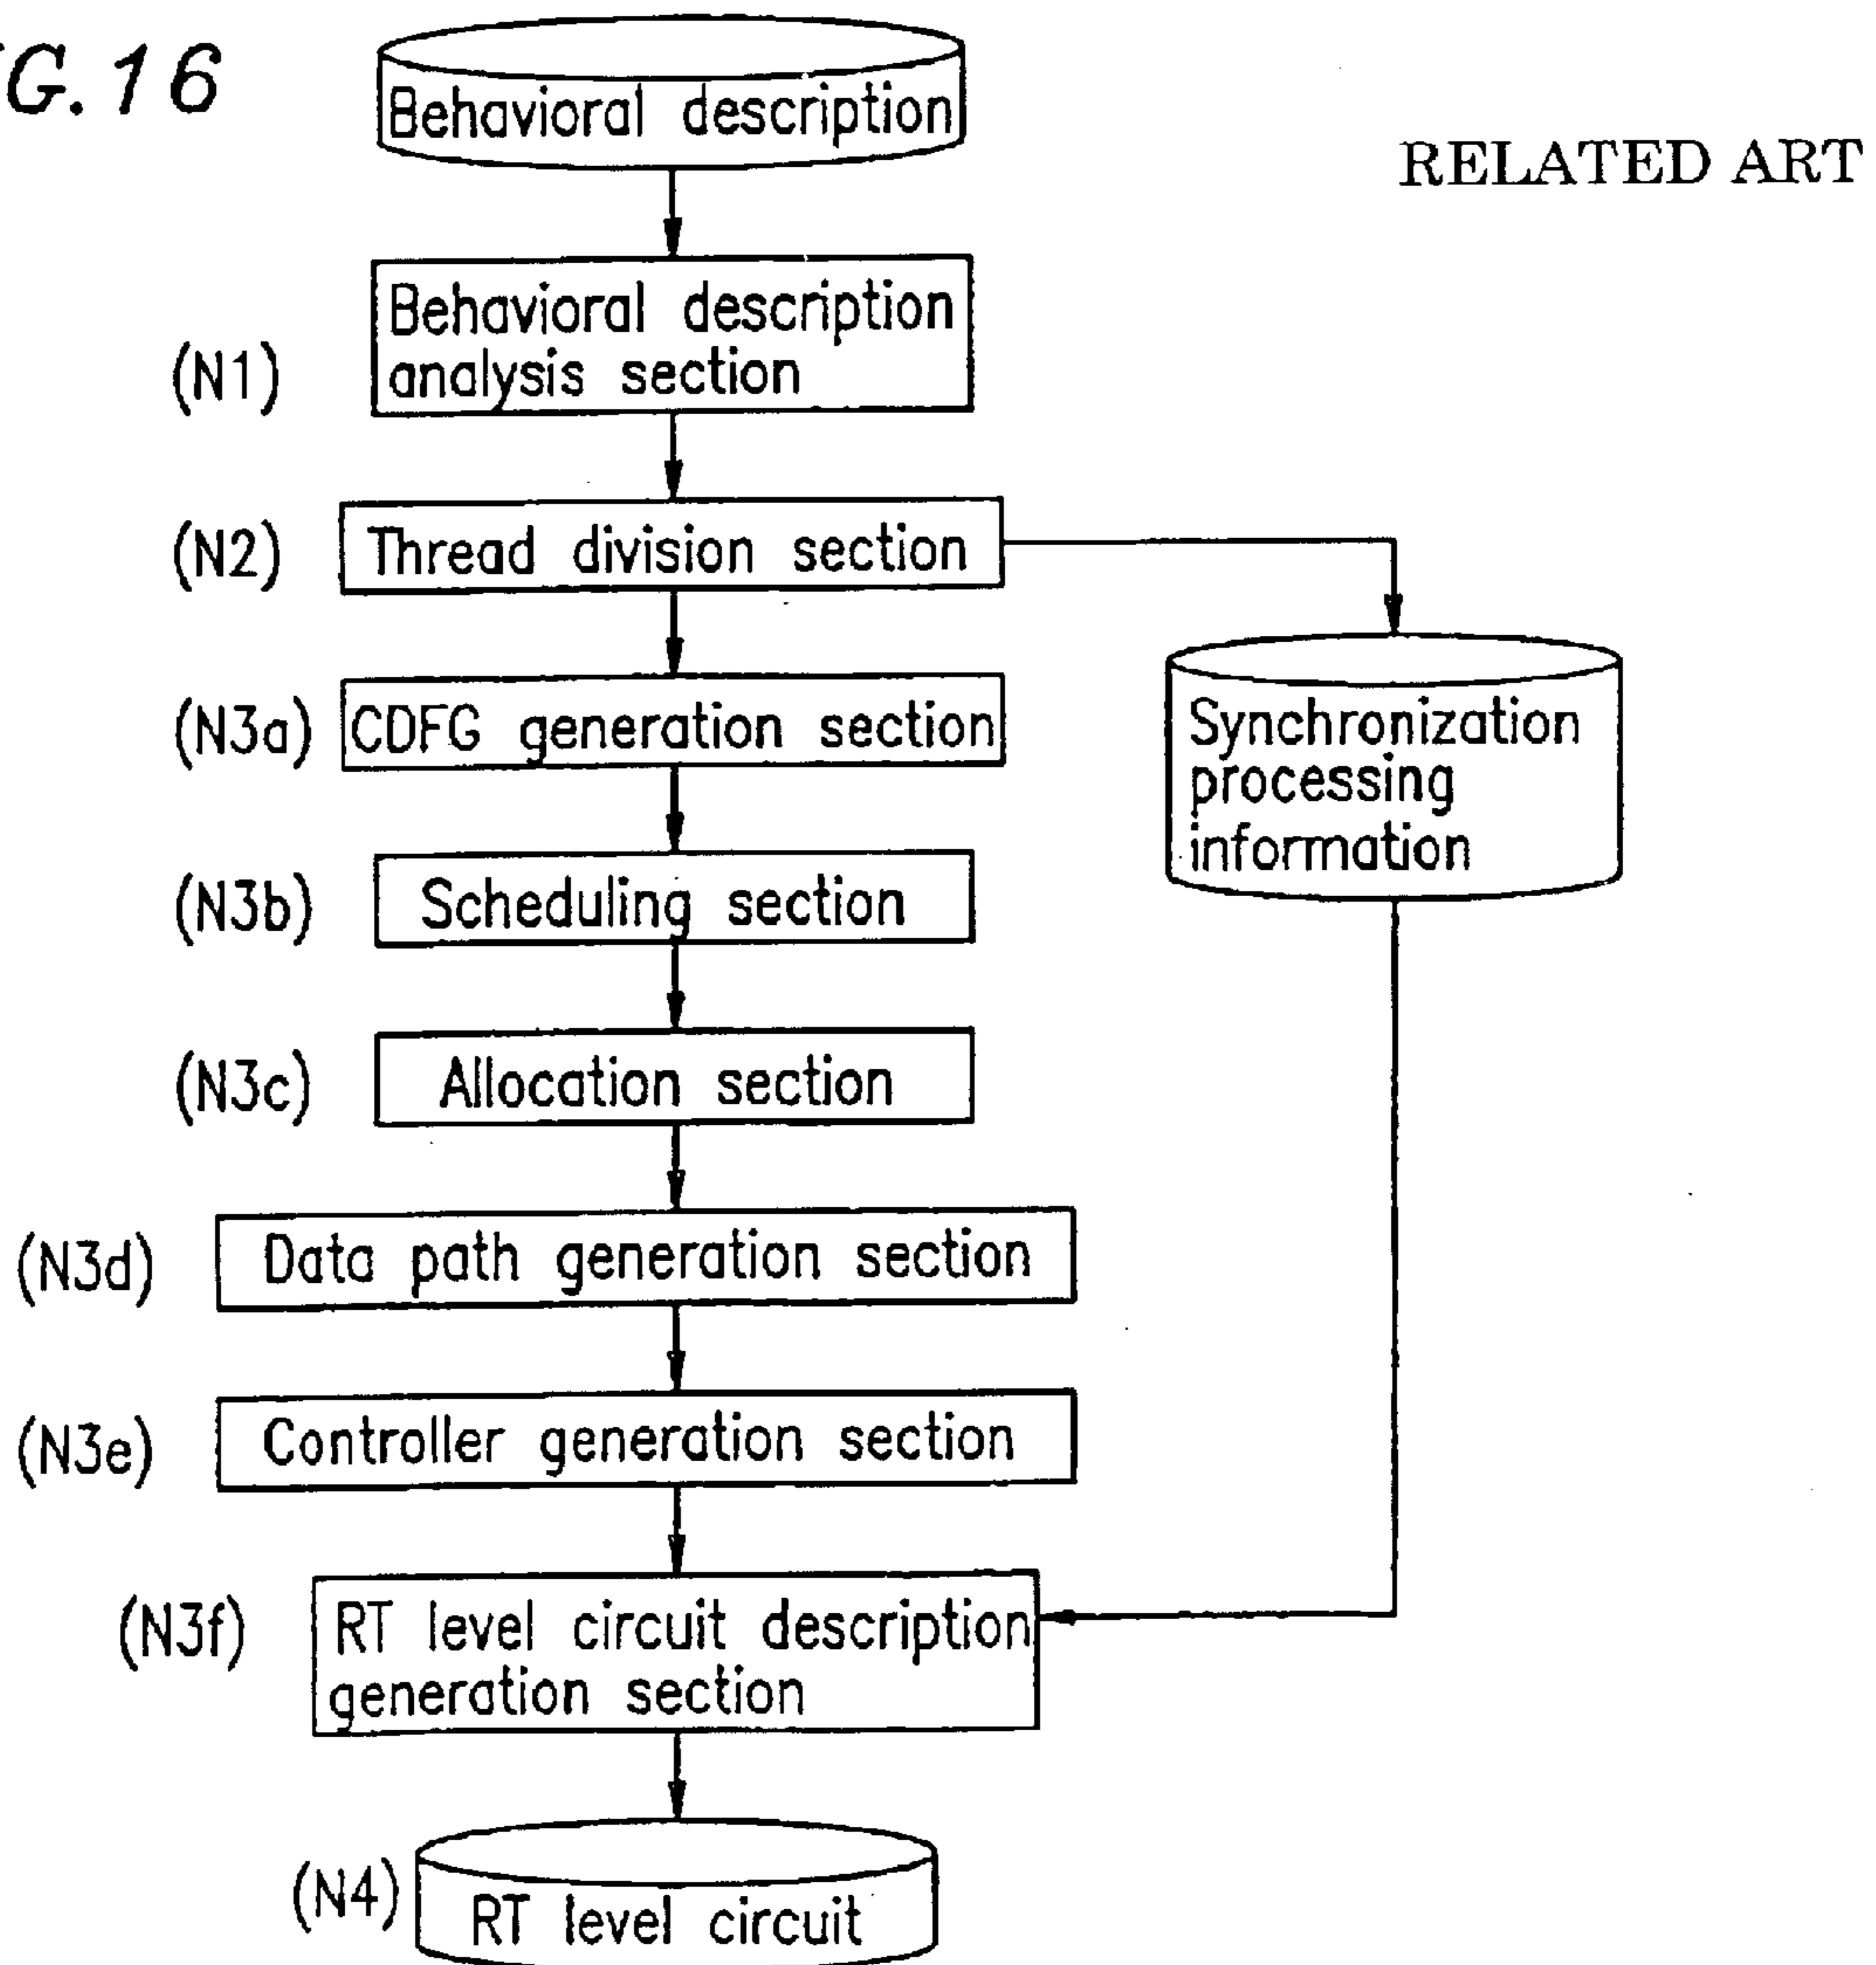 G.16
Behavioral description
RELATED ART
Behavioral description
analysis section
(N1)
(N2)
Thread division section
(N3a)
CDFG generation section
Synchronization
processing
information
(N3b)
Scheduling section
(N3c)
Allocation section
(N3d)
Data path generation section
(N3e)
Controller generation section
(N3f)
RT level circuit description
generation section
(N4)
RT level circuit